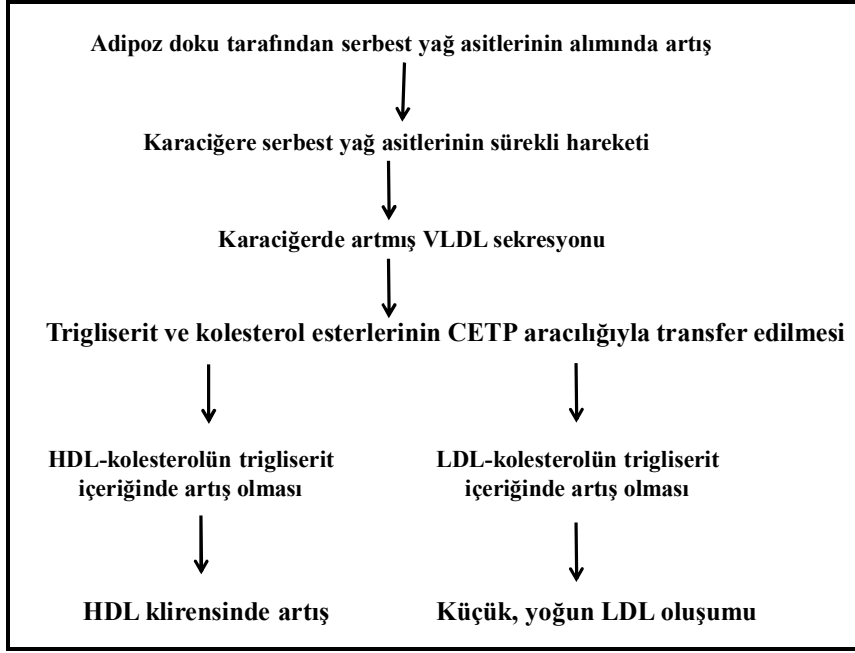 Adipoz doku tarafından serbest yağ asitlerinin alımında artış
Karaciğere serbest yağ asitlerinin sürekli hareketi
Karaciğerde artmış VLDL sekresyonu
Trigliserit ve kolesterol esterlerinin CETP aracılığıyla transfer edilmesi
HDL-kolesterolün trigliserit
içeriğinde artış olması
LDL-kolesterolün trigliserit
içeriğinde artış olması
HDL klirensinde artış
Küçük, yoğun LDL oluşumu